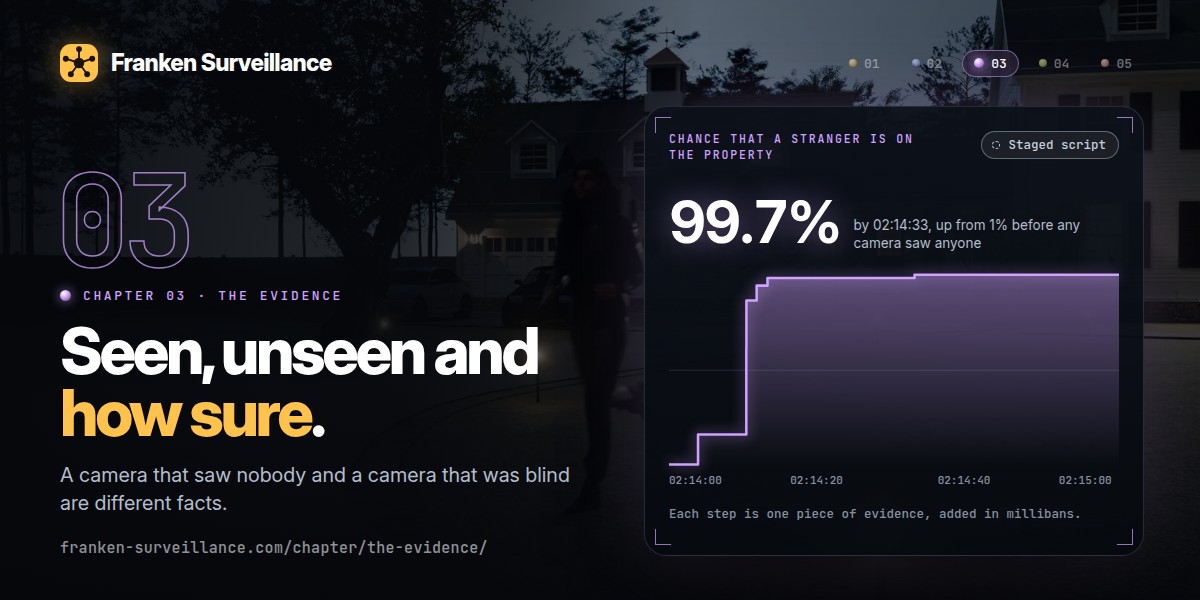 Franken Surveillance
01
02
03
04
05
03
CHAPTER 03 · THE EVIDENCE
Seen, unseen and
how sure.
A camera that saw nobody and a camera that was blind
are different facts.
franken-surveillance.com/chapter/the-evidence/
CHANCE THAT A STRANGER IS ON
THE PROPERTY
Staged script
99.7%
by 02:14:33, up from 1% before any
camera saw anyone
02:14:00
02:14:20
02:14:40
02:15:00
Each step is one piece of evidence, added in millibans.